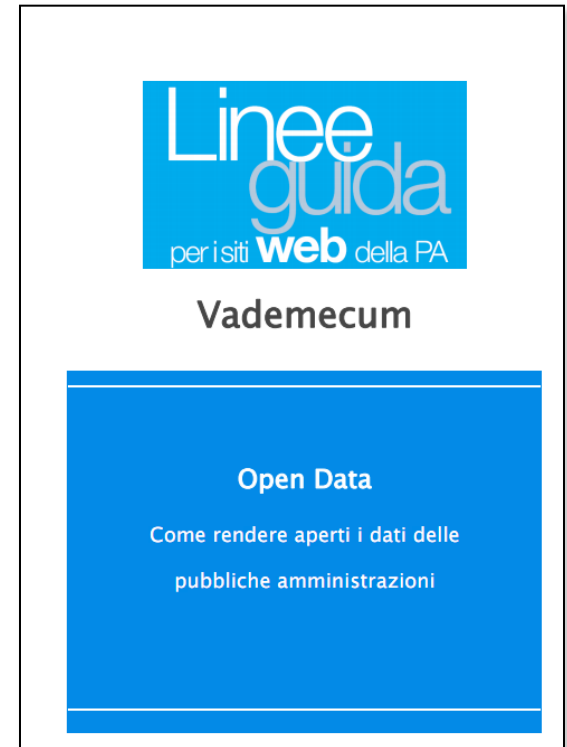 Linee
guida
per i siti web della PA
Vademecum
Open Data
Come rendere aperti i dati delle
pubbliche amministrazioni